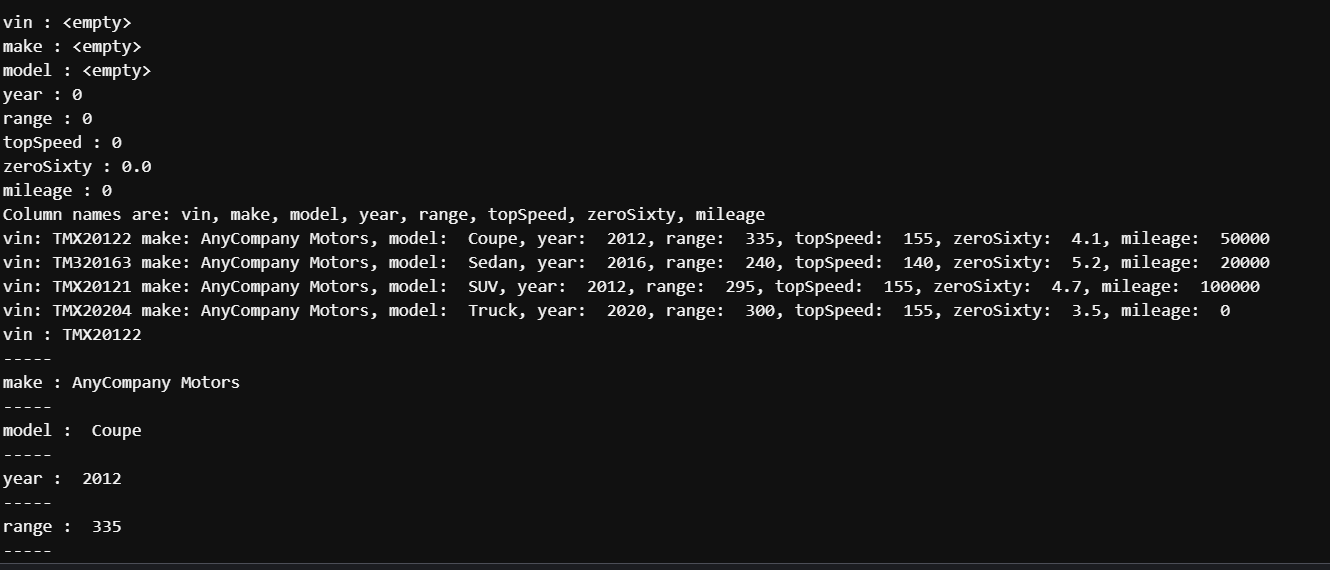 vin : <empty>
make : <empty>
model : <empty>
year : 0
range : 0
topSpeed : 0
zeroSixty : 0.0
mileage : 0
Column names are: vin, make, model, year, range, topSpeed, zeroSixty, mileage
vin: TMX20122 make: AnyCompany Motors, model:  Coupe, year:  2012, range:  335, topSpeed:  155, zeroSixty:  4.1, mileage:  50000
vin: TM320163 make: AnyCompany Motors, model:  Sedan, year:  2016, range:  240, topSpeed:  140, zeroSixty:  5.2, mileage:  20000
vin: TMX20121 make: AnyCompany Motors, model:  SUV, year:  2012, range:  295, topSpeed:  155, zeroSixty:  4.7, mileage:  100000
vin: TMX20204 make: AnyCompany Motors, model:  Truck, year:  2020, range:  300, topSpeed:  155, zeroSixty:  3.5, mileage:  0
vin : TMX20122
-----
make : AnyCompany Motors
-----
model :  Coupe
-----
year :  2012
-----
range :  335
-----